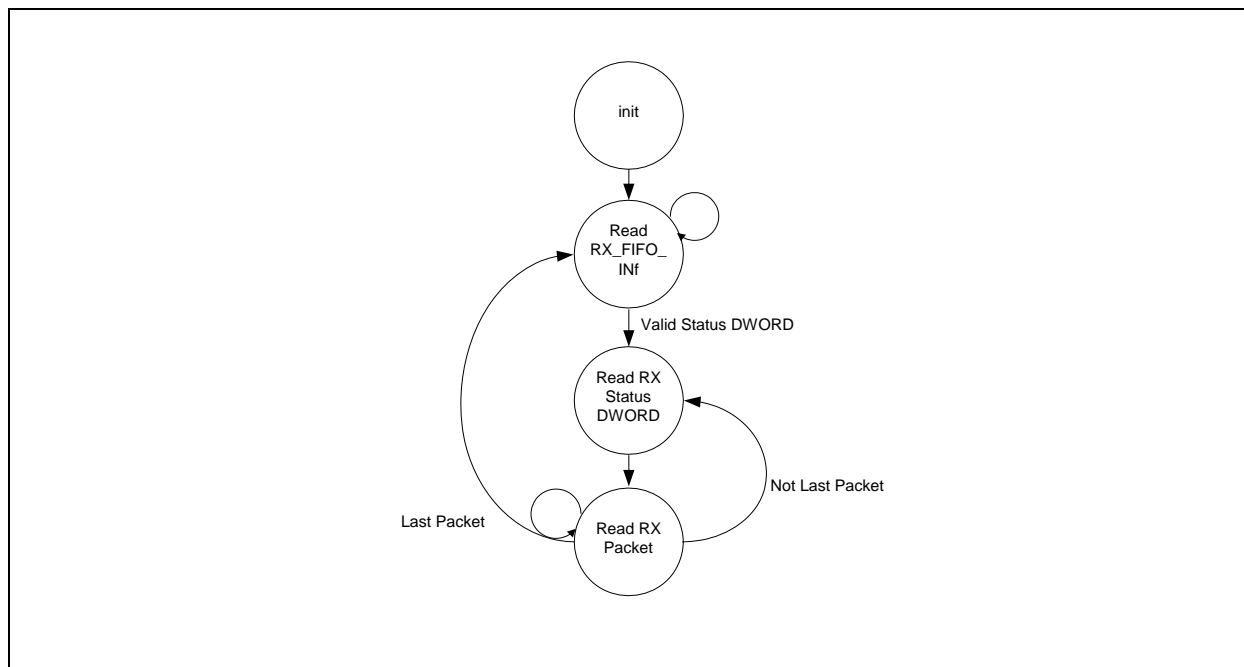 init
Read
RX_FIFO_
INf
Valid Status DWORD
Read RX
Status
DWORD
Not Last Packet
Last Packet
Read RX
Packet